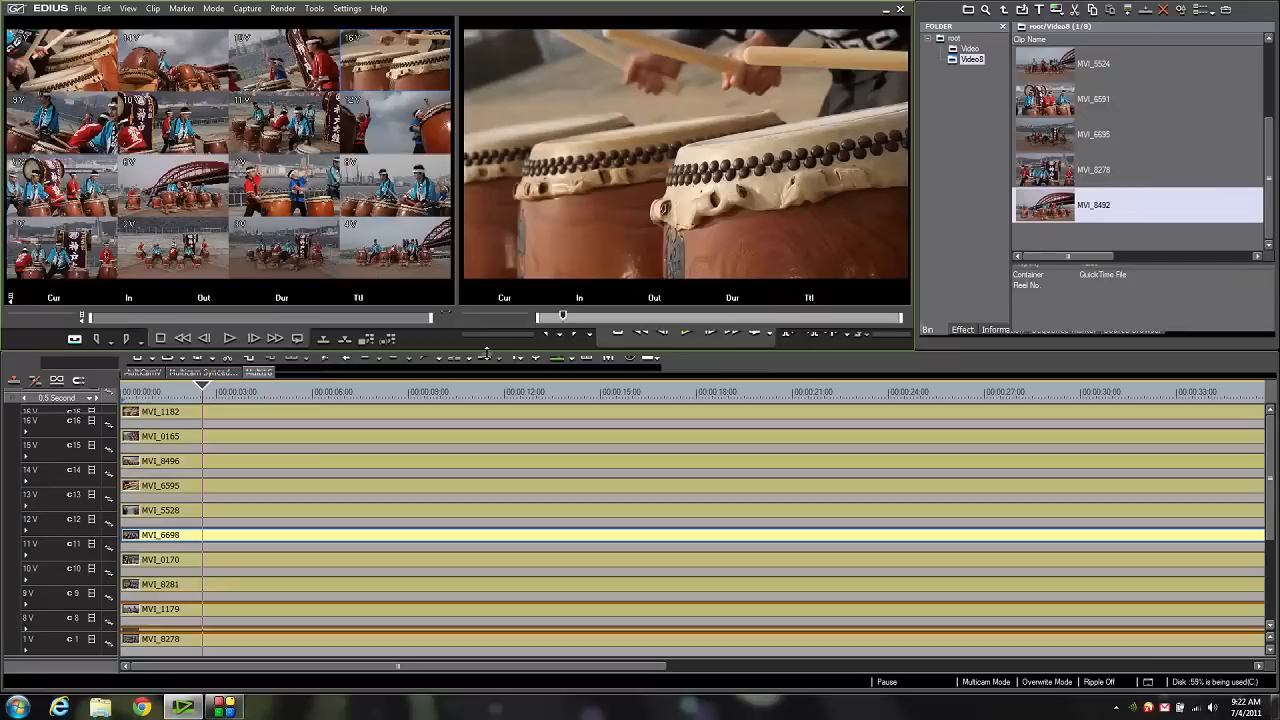 EDIUS File Edit View Clip Marker Mode Capture Render Tools Settings Help
FOLDER
root
Video
Video8
root/Video8 (1/8)
Clip Name
MVI_5524
MVI_6591
MVI_6695
MVI_8278
MVI_8492
Container QuickTime File
Reel No.
Bin Effect
16V
12V
8V
Cur In Out Dur Ttl
Cur In Out Dur Ttl
Multicam Synced...
0.5 Second
00:00:00:00 00:00:03:00 00:00:06:00 00:00:09:00 00:00:12:00 00:00:15:00 00:00:18:00 00:00:21:00 00:00:24:00 00:00:27:00 00:00:30:00 00:00:33:00
MVI_1182
16 V C16
MVI_0165
15 V C15
MVI_8496
14 V C14
MVI_6595
13 V C13
MVI_5528
12 V C12
MVI_6698
11 V C11
MVI_0170
10 V C10
MVI_8281
9 V C 9
MVI_1179
8 V C 8
1 V C 1
MVI_8278
Pause Multicam Mode Overwrite Mode Ripple Off Disk :59% is being used(C:)
9:22 AM
7/4/2011